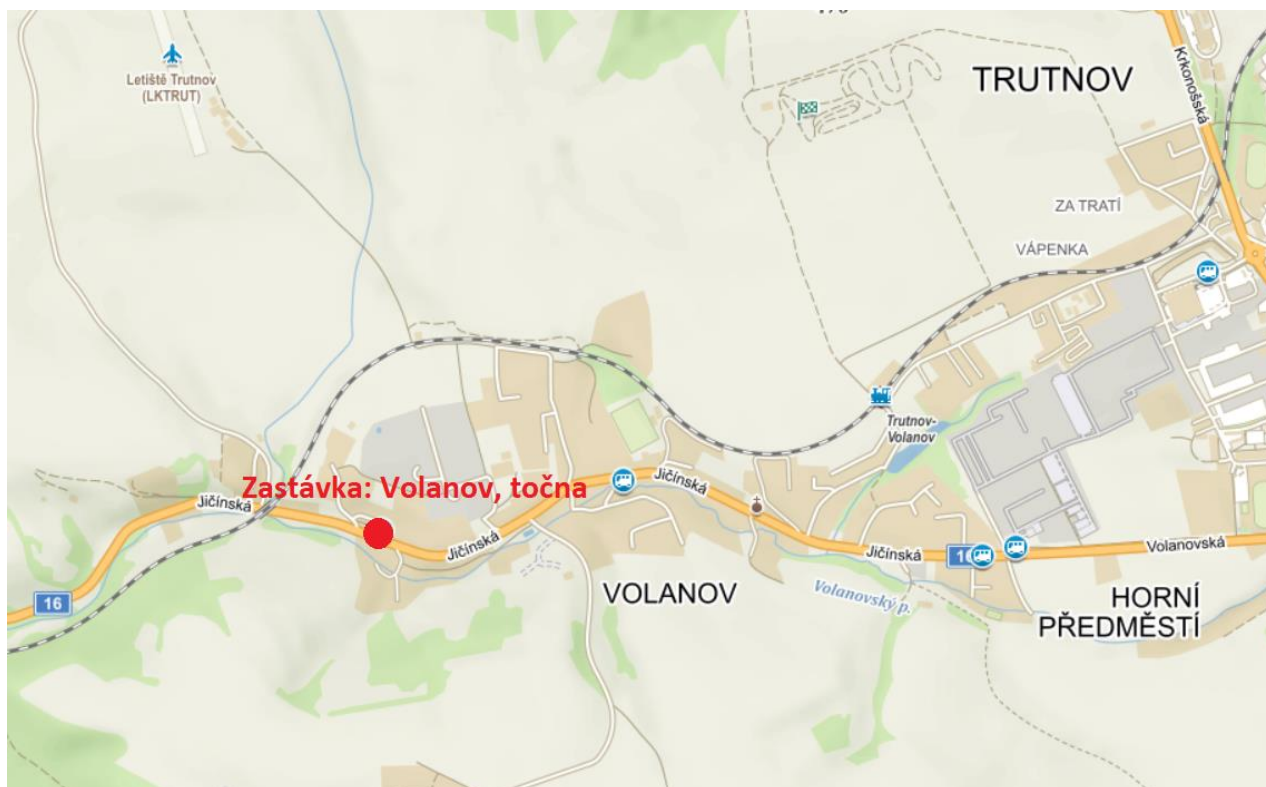 Letiště Trutnov
(LKTRUT)
TRUTNOV
Krkonošská
ZA TRATÍ
VÁPENKA
Trutnov-
Volanov
Zastávka: Volanov, točna
Jičínská
Jičínská
Jičínská
Jičínská
16
Volanovská
16
VOLANOV
Volanovský p.
HORNÍ
PŘEDMĚSTÍ